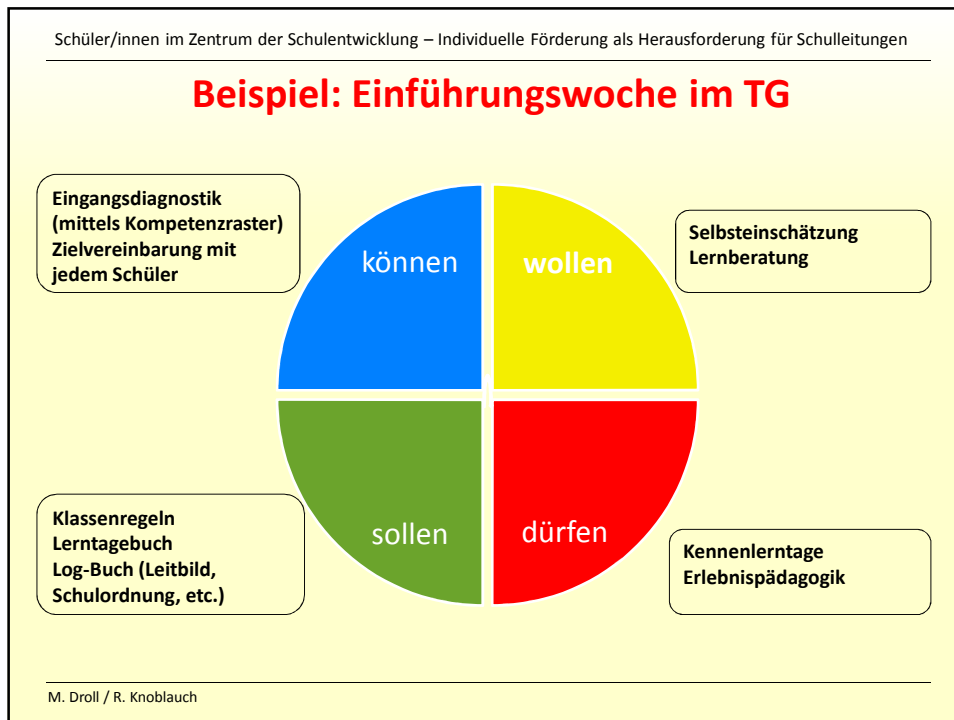 Schüler/innen im Zentrum der Schulentwicklung – Individuelle Förderung als Herausforderung für Schulleitungen
Beispiel: Einführungswoche im TG
Eingangsdiagnostik
(mittels Kompetenzraster)
Zielvereinbarung mit
jedem Schüler
können
wollen
Selbsteinschätzung
Lernberatung
Klassenregeln
Lerntagebuch
Log-Buch (Leitbild,
Schulordnung, etc.)
sollen
dürfen
Kennenlerntage
Erlebnispädagogik
M. Droll / R. Knoblauch